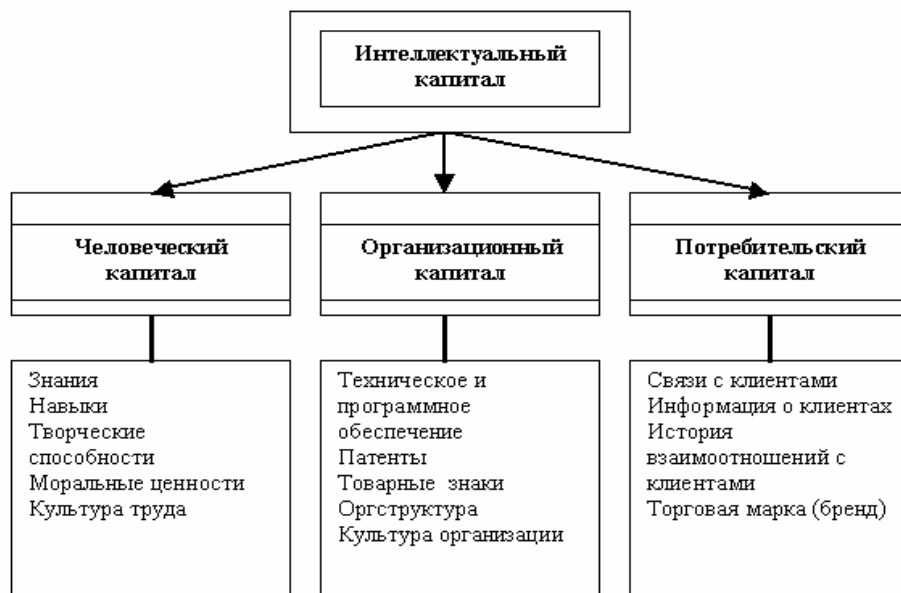 Интеллектуальный
капитал
Человеческий
капитал
Организационный
капитал
Потребительский
капитал
Знания
Навыки
Творческие
способности
Моральные ценности
Культура труда
Техническое и
программное
обеспечение
Патенты
Товарные знаки
Оргструктура
Культура организации
Связи с клиентами
Информация о клиентах
История
взаимоотношений с
клиентами
Торговая марка (бренд)